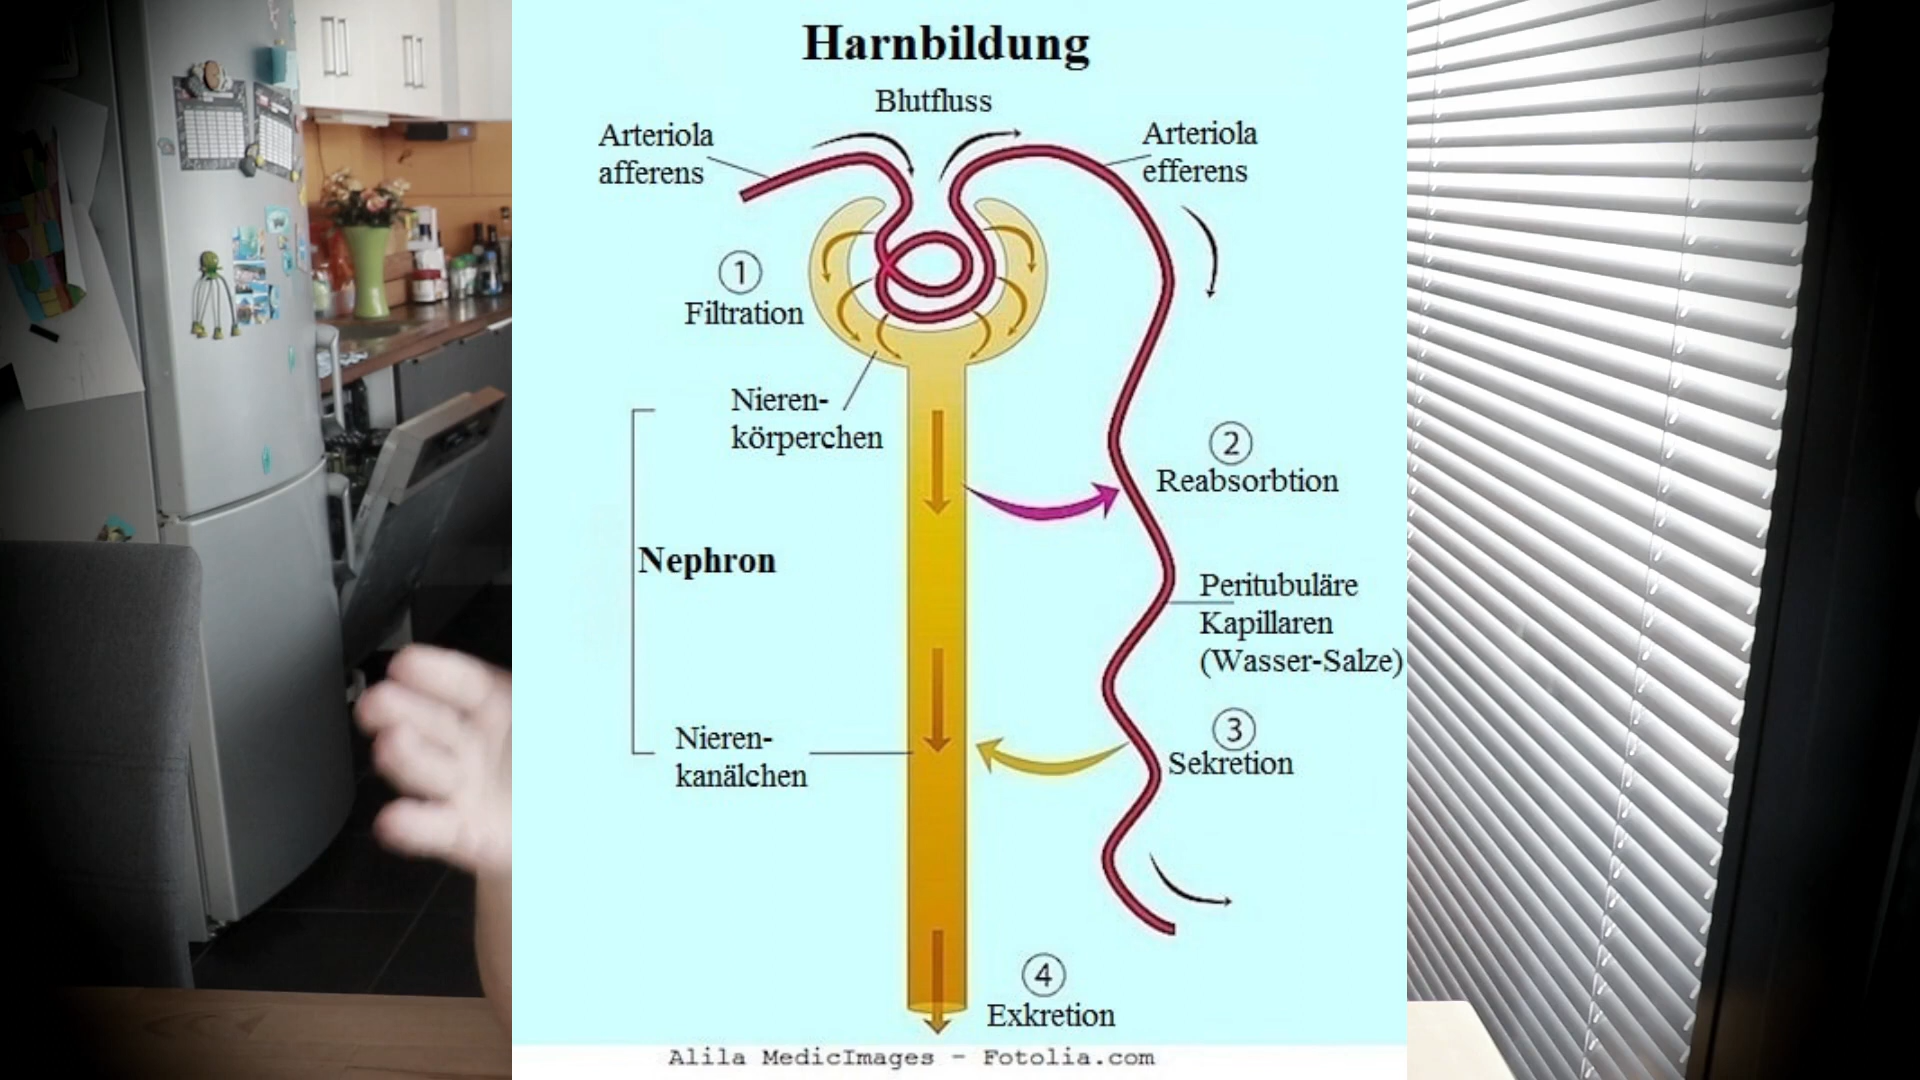 Harnbildung
Blutfluss
Arteriola
afferens
Arteriola
efferens
1
Filtration
Nieren-
körperchen
2
Reabsorbtion
Nephron
Peritubuläre
Kapillaren
(Wasser-Salze)
Nieren-
kanälchen
3
Sekretion
4
Exkretion
Alila MedicImages - Fotolia.com